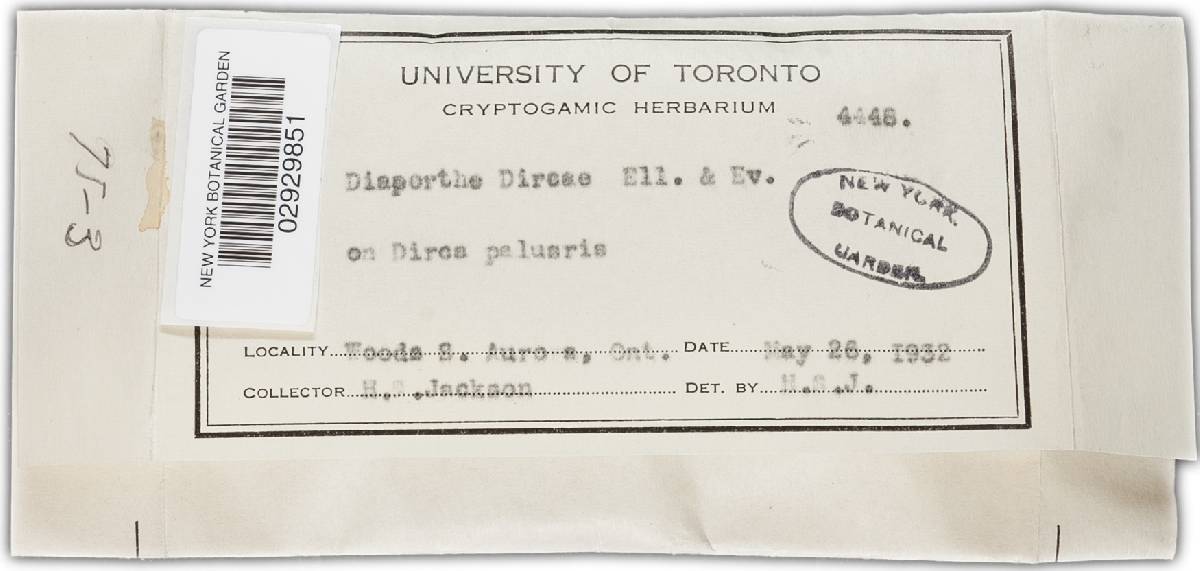 UNIVERSITY OF TORONTO
CRYPTOGAMIC HERBARIUM
4448.
Diaporthe Dircae Ell. & Ev.
on Dirca palusris
LOCALITY Woods S. Aurora, Ont. DATE May 26, 1932
COLLECTOR H.S.Jackson DET. BY H.S.J.
NEW YORK BOTANICAL GARDEN
02929851
NEW YORK
BOTANICAL
GARDEN
75-3